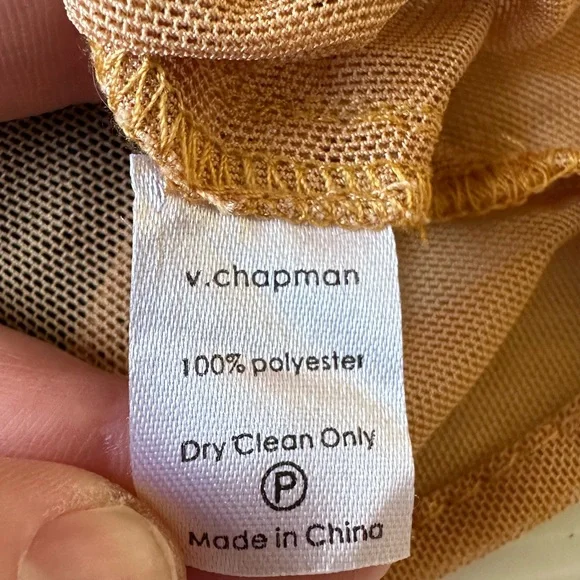 v.chapman
100% polyester
Dry Clean Only
P
Made in China